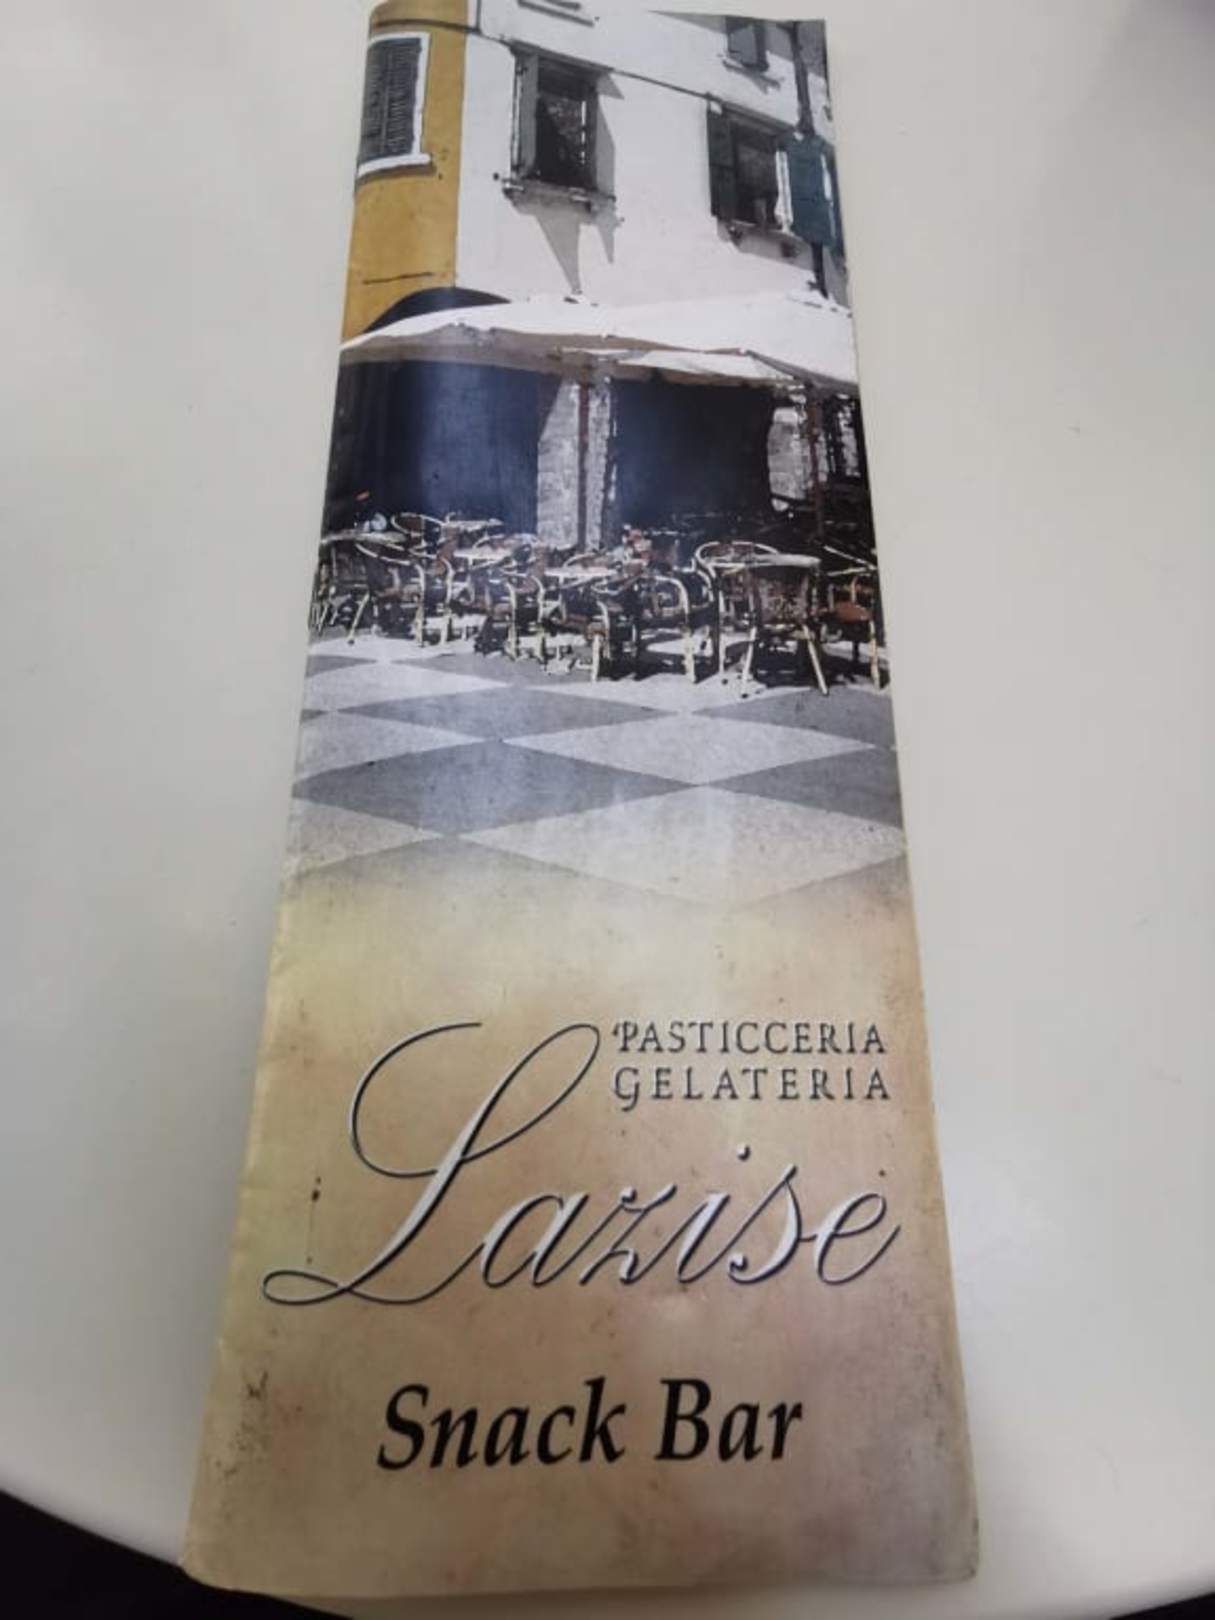 PASTICCERIA
GELATERIA
Lazise
Snack Bar